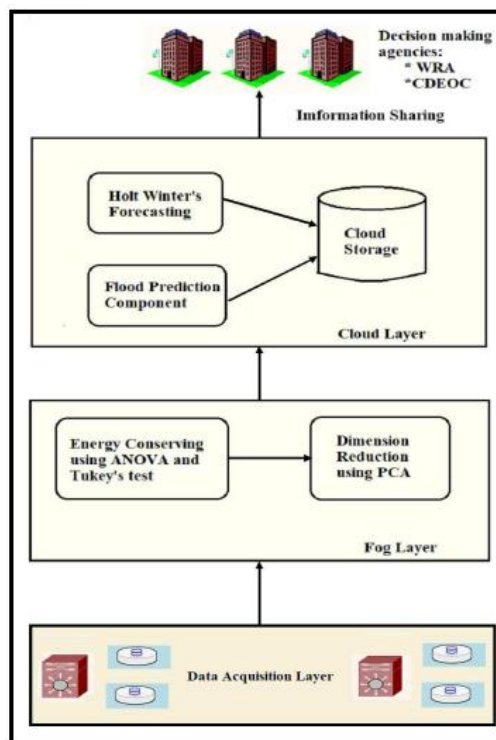 Decision making
agencies:
* WRA
*CDEOC
Imformation Sharing
Holt Winter's
Forecasting
Cloud
Storage
Flood Prediction
Component
Cloud Layer
Energy Conserving
using ANOVA and
Tukey's test
Dimension
Reduction
using PCA
Fog Layer
Data Acquisition Layer